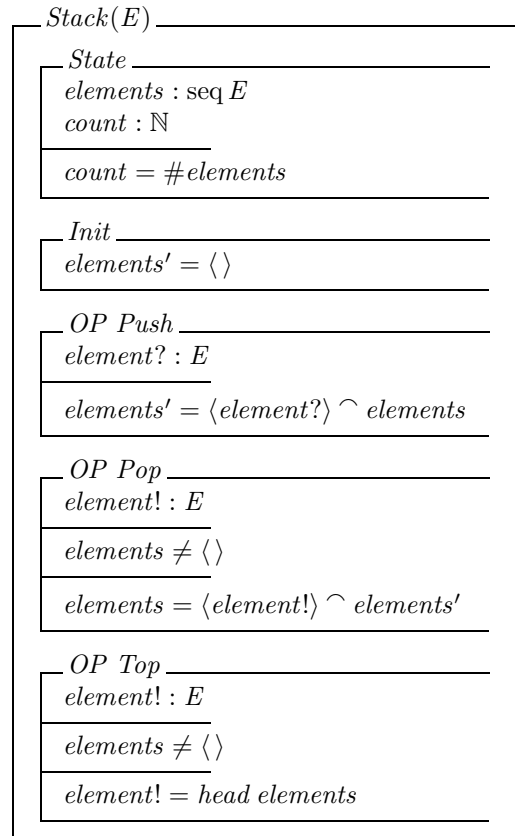 Stack(E)
State
elements : seq E
count : ℕ
count = #elements
Init
elements′ = ⟨ ⟩
OP Push
element? : E
elements′ = ⟨element?⟩ ⌢ elements
OP Pop
element! : E
elements ≠ ⟨ ⟩
elements = ⟨element!⟩ ⌢ elements′
OP Top
element! : E
elements ≠ ⟨ ⟩
element! = head elements